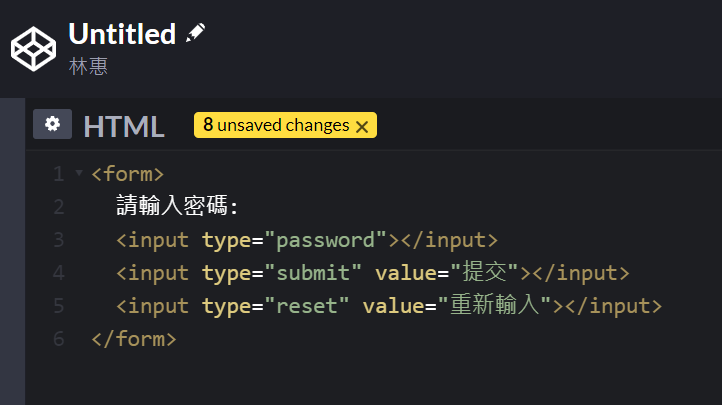 Untitled
林惠
HTML
8 unsaved changes
1 <form>
2 請輸入密碼:
3 <input type="password"></input>
4 <input type="submit" value="提交"></input>
5 <input type="reset" value="重新輸入"></input>
6 </form>